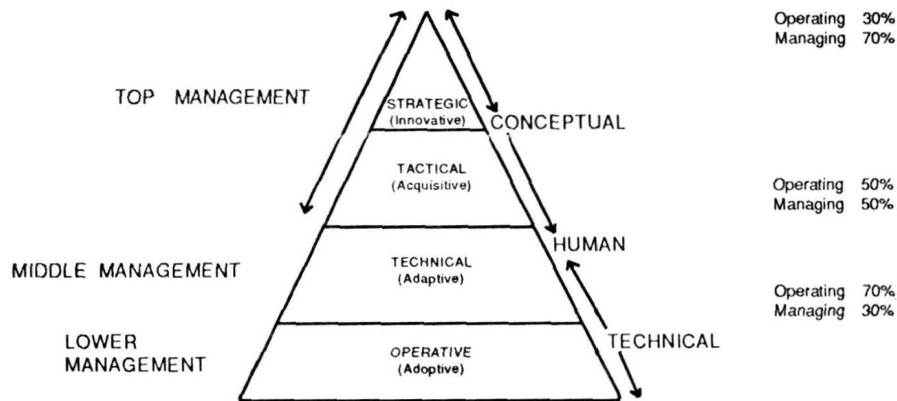 Operating 30%
Managing 70%
TOP MANAGEMENT
STRATEGIC
(Innovative)
CONCEPTUAL
TACTICAL
(Acquisitive)
Operating 50%
Managing 50%
HUMAN
MIDDLE MANAGEMENT
TECHNICAL
(Adaptive)
Operating 70%
Managing 30%
LOWER
MANAGEMENT
TECHNICAL
OPERATIVE
(Adoptive)